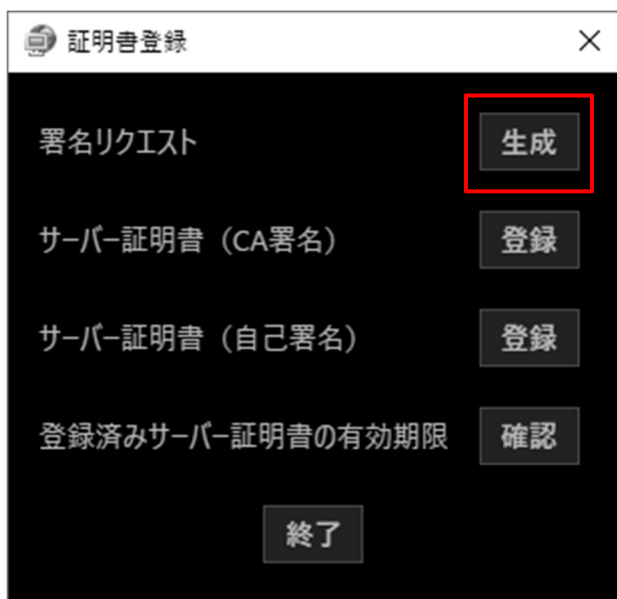 証明書登録
署名リクエスト 生成
サーバー証明書（CA署名） 登録
サーバー証明書（自己署名） 登録
登録済みサーバー証明書の有効期限 確認
終了